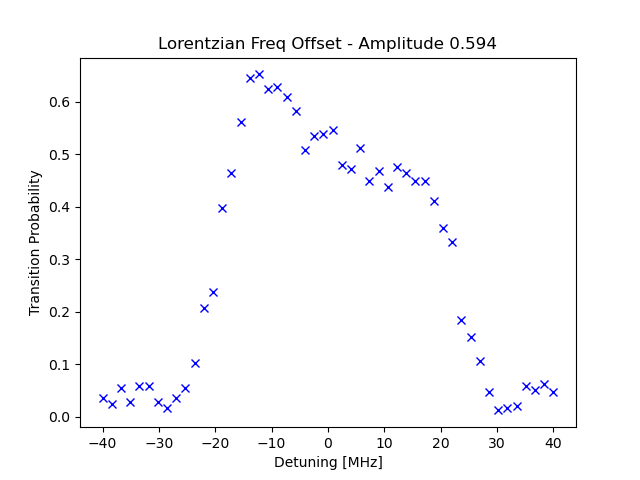 Lorentzian Freq Offset - Amplitude 0.594
Transition Probability
0.6
0.5
0.4
0.3
0.2
0.1
0.0
−40 −30 −20 −10 0 10 20 30 40
Detuning [MHz]